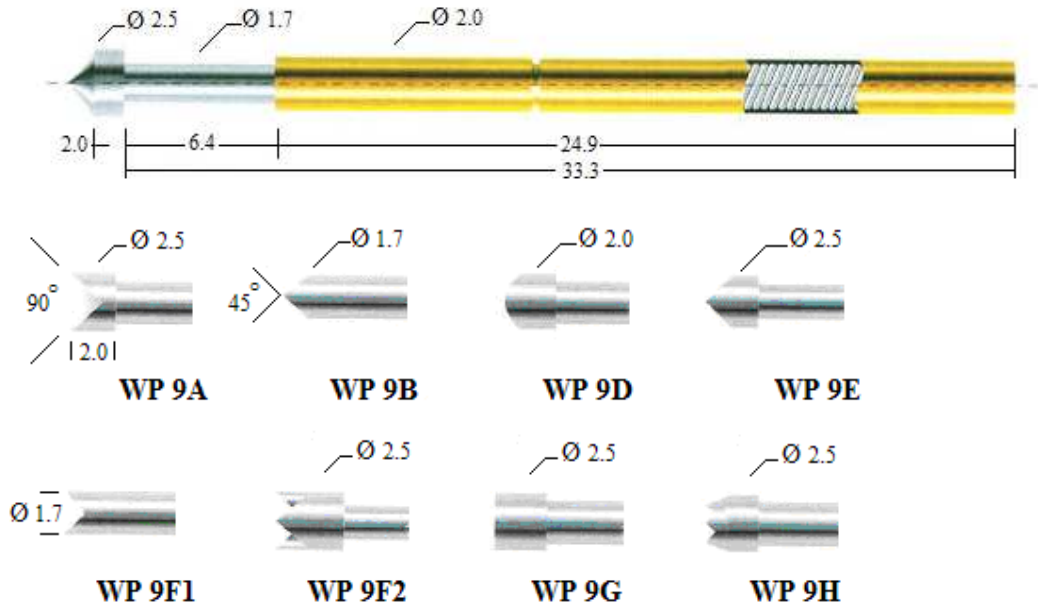 Ø 2.5
Ø 1.7
Ø 2.0
2.0
6.4
24.9
33.3
Ø 2.5
Ø 1.7
Ø 2.0
Ø 2.5
90°
45°
2.0
WP 9A
WP 9B
WP 9D
WP 9E
Ø 2.5
Ø 2.5
Ø 2.5
Ø 1.7
WP 9F1
WP 9F2
WP 9G
WP 9H